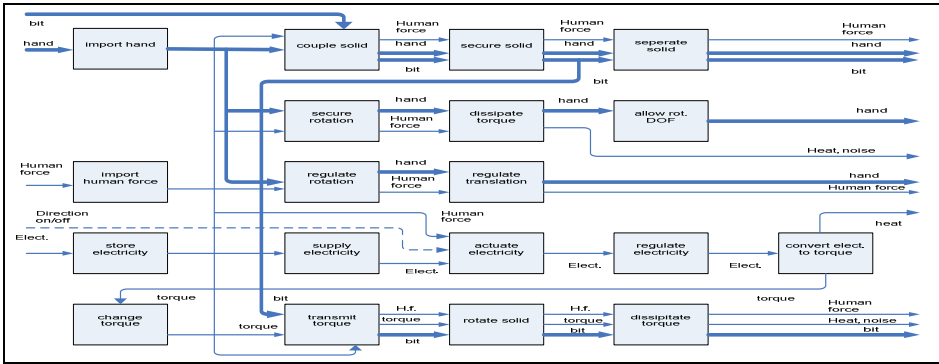 bit
Human
force
hand
import hand
couple solid
hand
bit
secure solid
Human
force
hand
bit
seperate
solid
Human
force
hand
bit
secure
rotation
hand
Human
force
dissipate
torque
hand
allow rot.
DOF
hand
Heat, noise
Human
force
import
human force
regulate
rotation
hand
Human
force
regulate
translation
hand
Human force
Direction
on/off
Human
force
heat
Elect.
store
electricity
supply
electricity
Elect.
actuate
electricity
Elect.
regulate
electricity
Elect.
convert elect.
to torque
torque
torque
change
torque
torque
bit
transmit
torque
H.f.
torque
bit
rotate solid
H.f.
torque
bit
dissipitate
torque
Human
force
Heat, noise
bit